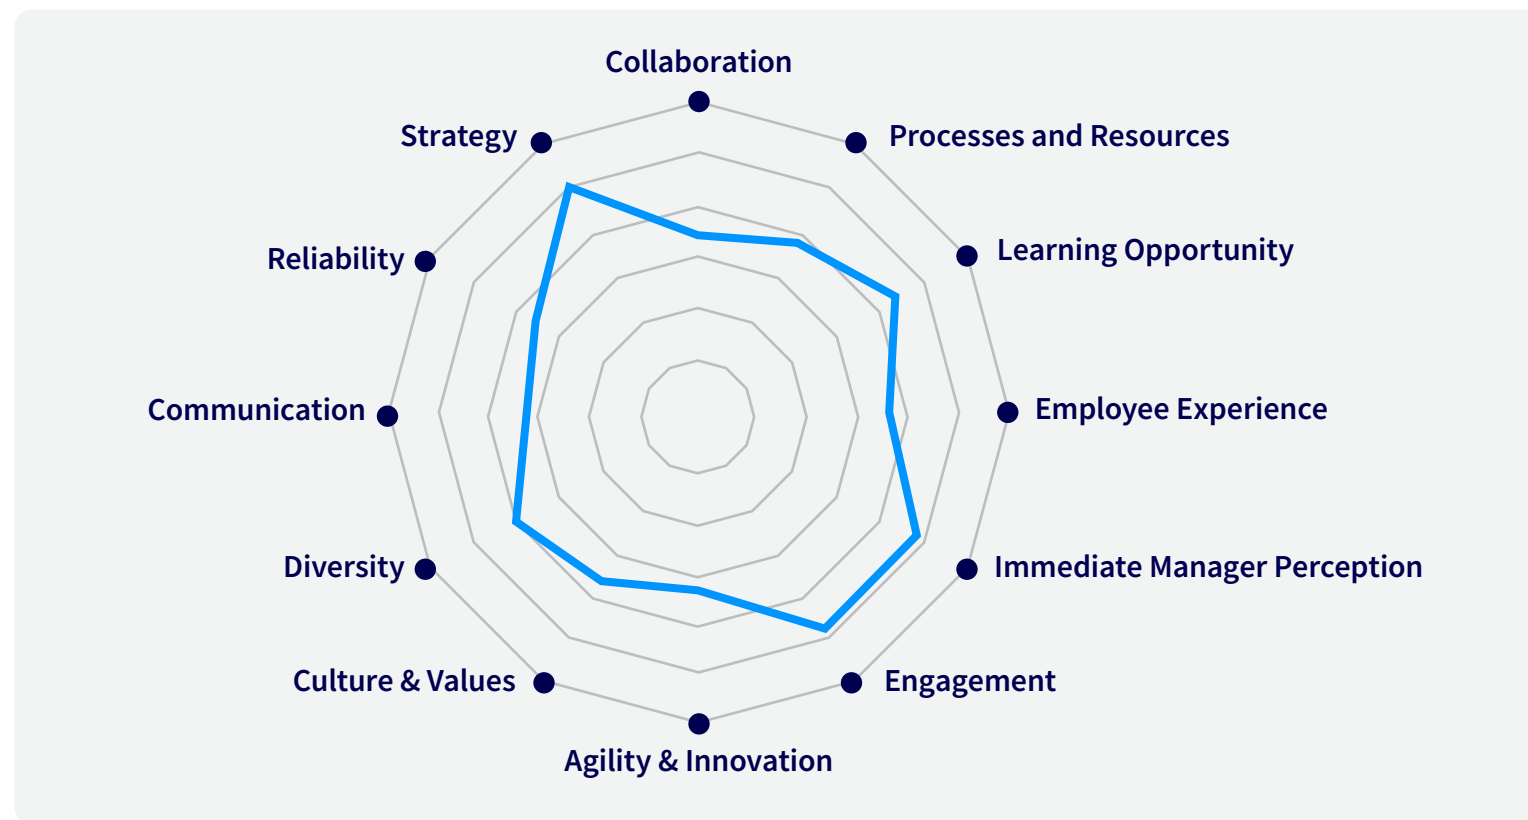 Collaboration
Strategy
Processes and Resources
Reliability
Learning Opportunity
Communication
Employee Experience
Diversity
Immediate Manager Perception
Culture & Values
Engagement
Agility & Innovation